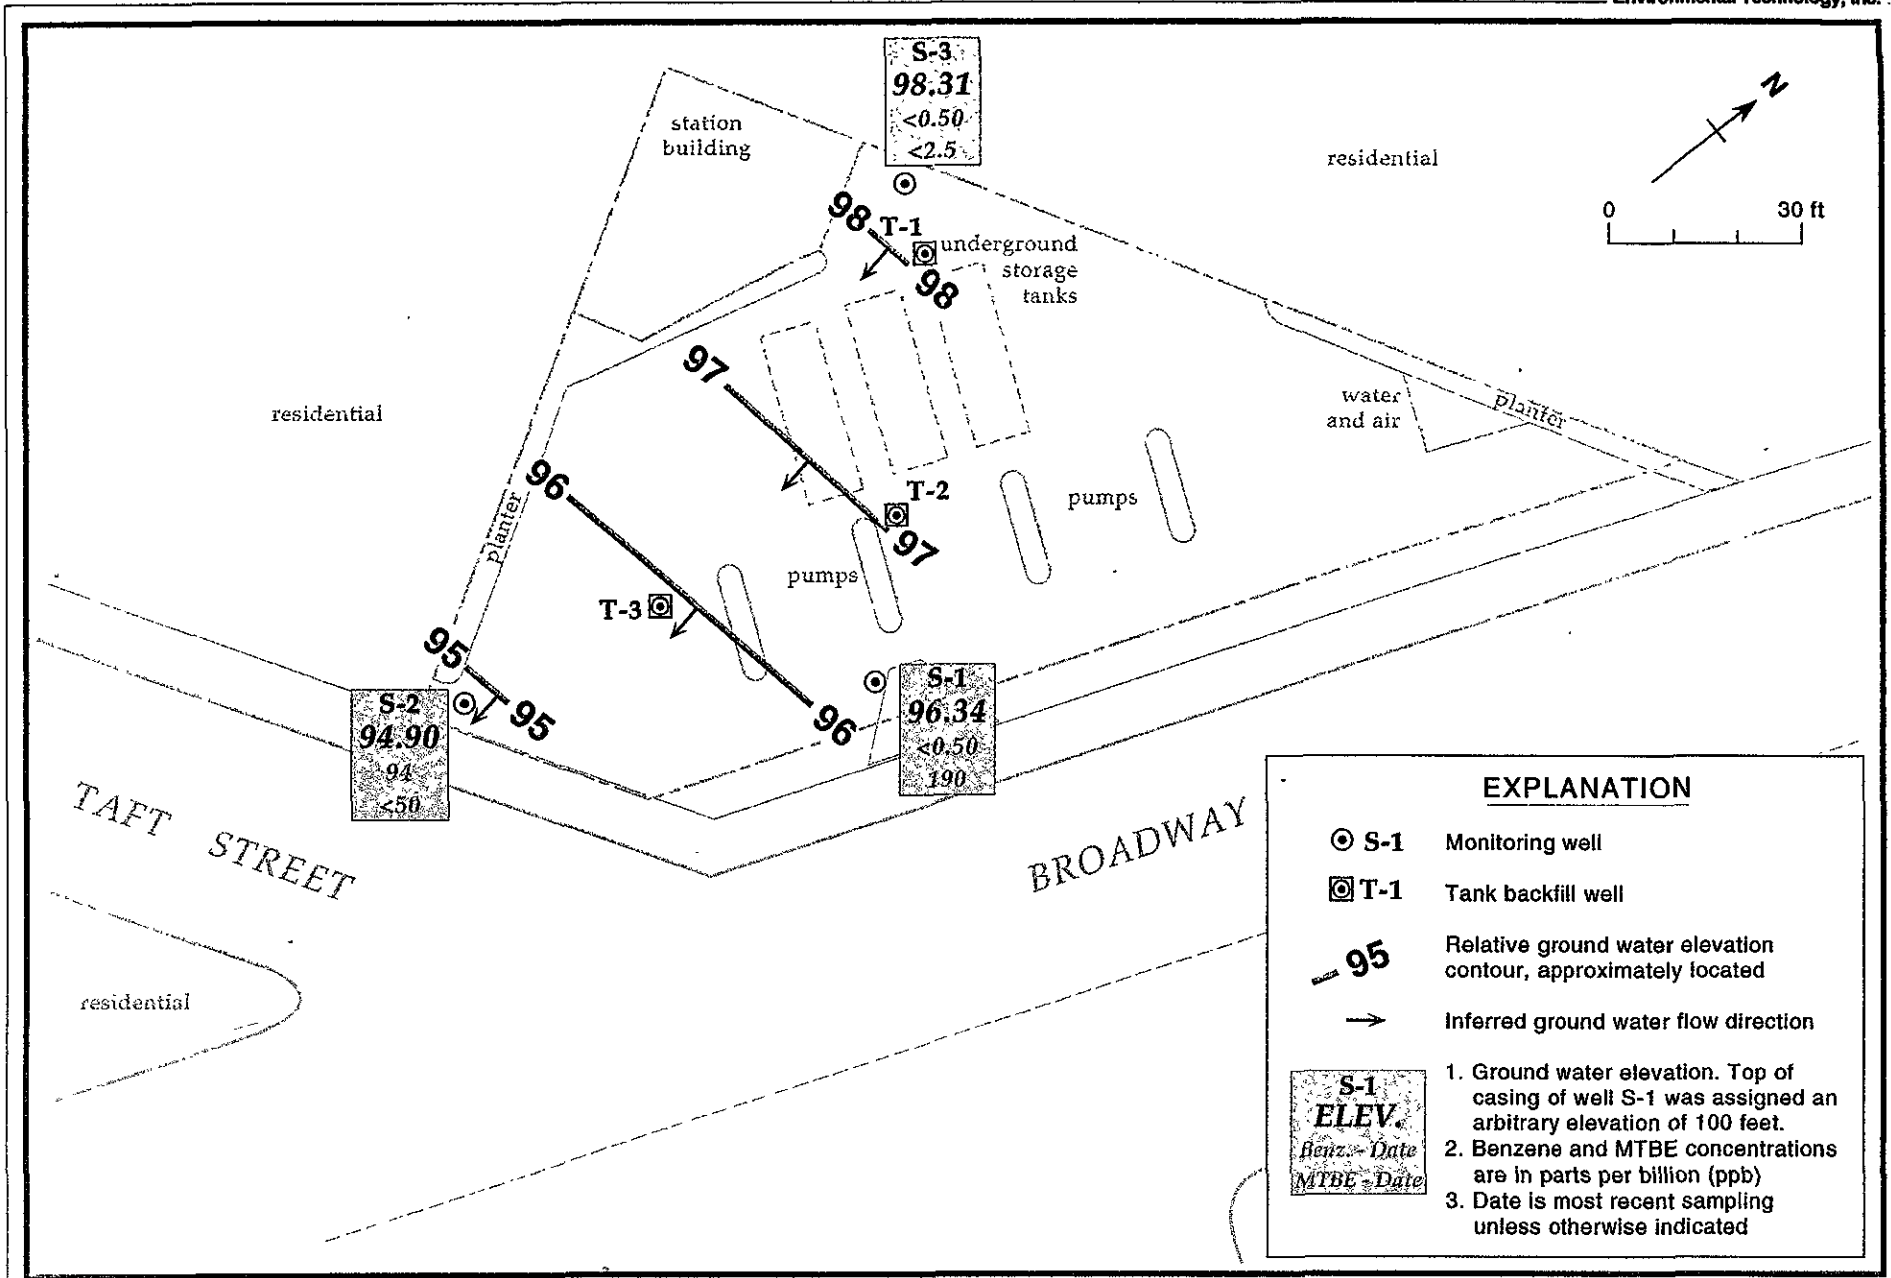 Environmental Technology, Inc.
S-3
98.31
<0.50
<2.5
station
building
residential
N
0 30 ft
98
T-1
underground
storage
tanks
98
97
residential
water
and air
planter
96
planter
T-2
pumps
97
pumps
T-3
95
95
S-2
94.90
94
<50
96
S-1
96.34
<0.50
190
TAFT STREET
BROADWAY
residential
EXPLANATION
S-1 Monitoring well
T-1 Tank backfill well
95 Relative ground water elevation
contour, approximately located
Inferred ground water flow direction
S-1
ELEV.
Benz. - Date
MTBE - Date
1. Ground water elevation. Top of
casing of well S-1 was assigned an
arbitrary elevation of 100 feet.
2. Benzene and MTBE concentrations
are in parts per billion (ppb)
3. Date is most recent sampling
unless otherwise indicated